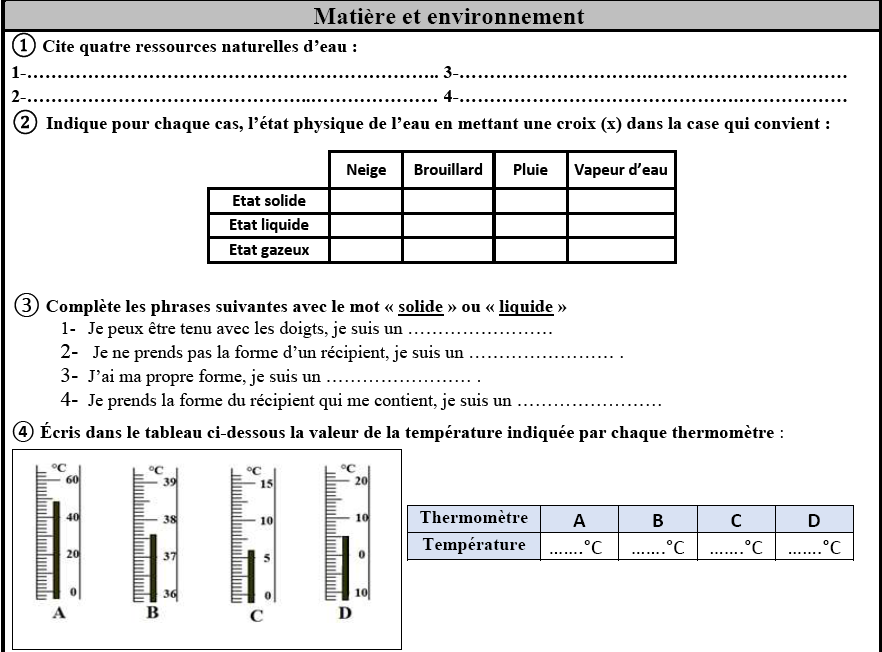 Matière et environnement
① Cite quatre ressources naturelles d’eau :
1-………………………………………………………….. 3-………………………………………………………
2-………………………………………...………………… 4-………………………………………..………………
② Indique pour chaque cas, l’état physique de l’eau en mettant une croix (x) dans la case qui convient :
Neige Brouillard Pluie Vapeur d’eau
Etat solide
Etat liquide
Etat gazeux
③ Complète les phrases suivantes avec le mot « solide » ou « liquide »
1- Je peux être tenu avec les doigts, je suis un ……………………
2- Je ne prends pas la forme d’un récipient, je suis un …………………… .
3- J’ai ma propre forme, je suis un …………………… .
4- Je prends la forme du récipient qui me contient, je suis un ……………………
④ Écris dans le tableau ci-dessous la valeur de la température indiquée par chaque thermomètre :
°C 60 40 20 0 A
°C 39 38 37 36 B
°C 15 10 5 0 C
°C 20 10 0 10 D
Thermomètre A B C D
Température .......°C .......°C .......°C .......°C